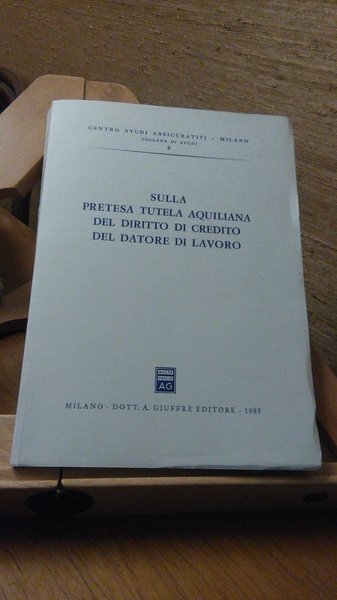 CENTRO STUDI ASSICURATIVI - MILANO
COLLANA DI STUDI
SULLA
PRETESA TUTELA AQUILIANA
DEL DIRITTO DI CREDITO
DEL DATORE DI LAVORO
AG
MILANO - DOTT. A. GIUFFRÈ EDITORE - 1985